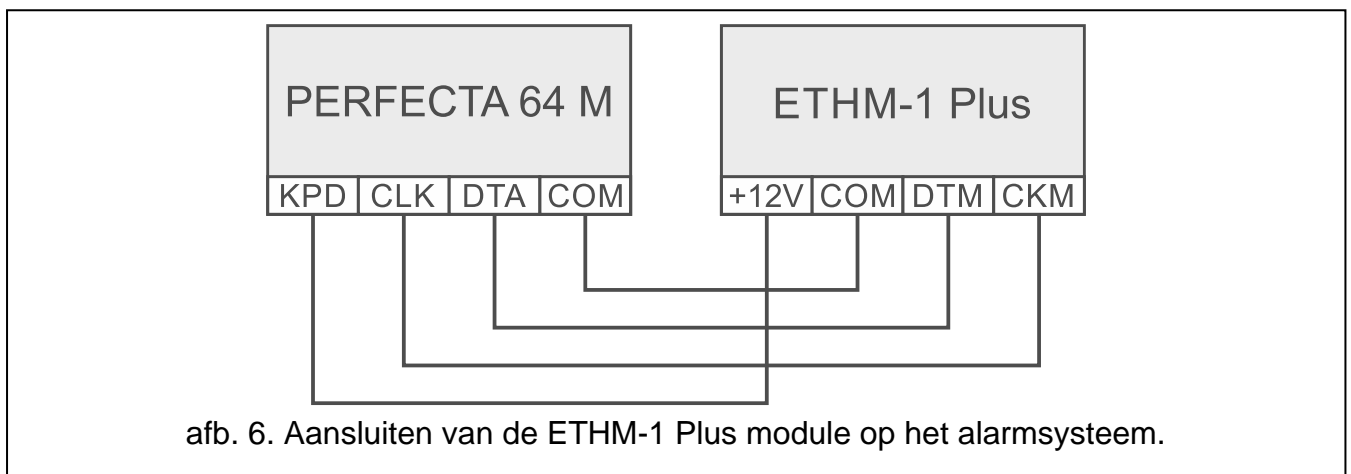 PERFECTA 64 M
ETHM-1 Plus
KPD CLK DTA COM
+12V COM DTM CKM
afb. 6. Aansluiten van de ETHM-1 Plus module op het alarmsysteem.